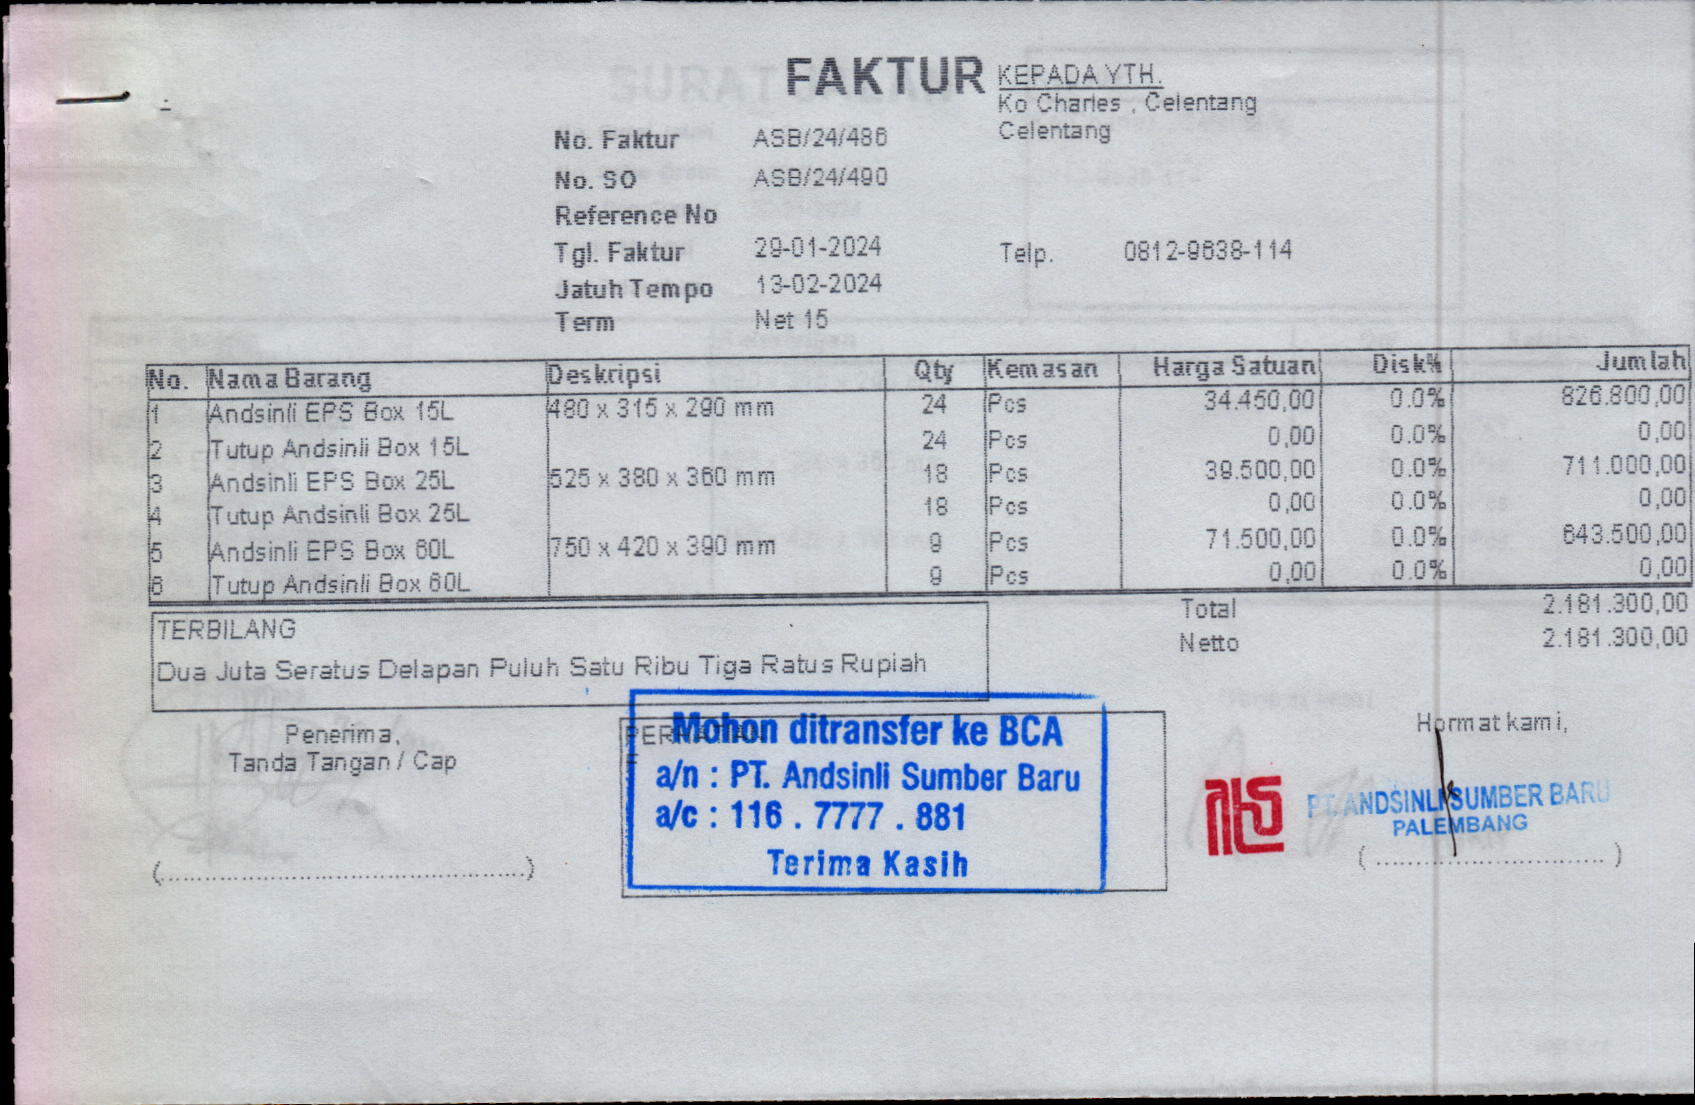 FAKTUR
KEPADA YTH.
Ko Charles , Celentang
Celentang
No. Faktur ASB/24/486
No. SO ASB/24/490
Reference No
Tgl. Faktur 29-01-2024
Telp. 0812-9638-114
Jatuh Tempo 13-02-2024
Term Net 15
No. Nama Barang Deskripsi Qty Kemasan Harga Satuan Disk% Jumlah
1 Andsinli EPS Box 15L 480 x 315 x 290 mm 24 Pcs 34.450,00 0.0% 826.800,00
2 Tutup Andsinli Box 15L 24 Pcs 0,00 0.0% 0,00
3 Andsinli EPS Box 25L 525 x 380 x 360 mm 18 Pcs 39.500,00 0.0% 711.000,00
4 Tutup Andsinli Box 25L 18 Pcs 0,00 0.0% 0,00
5 Andsinli EPS Box 60L 750 x 420 x 390 mm 9 Pcs 71.500,00 0.0% 643.500,00
6 Tutup Andsinli Box 60L 9 Pcs 0,00 0.0% 0,00
Total 2.181.300,00
Netto 2.181.300,00
TERBILANG
Dua Juta Seratus Delapan Puluh Satu Ribu Tiga Ratus Rupiah
Penerima,
Tanda Tangan / Cap
(..............................................)
Mohon ditransfer ke BCA
a/n : PT. Andsinli Sumber Baru
a/c : 116 . 7777 . 881
Terima Kasih
Hormat kami,
PT. ANDSINLI SUMBER BARU
PALEMBANG
( .............................. )